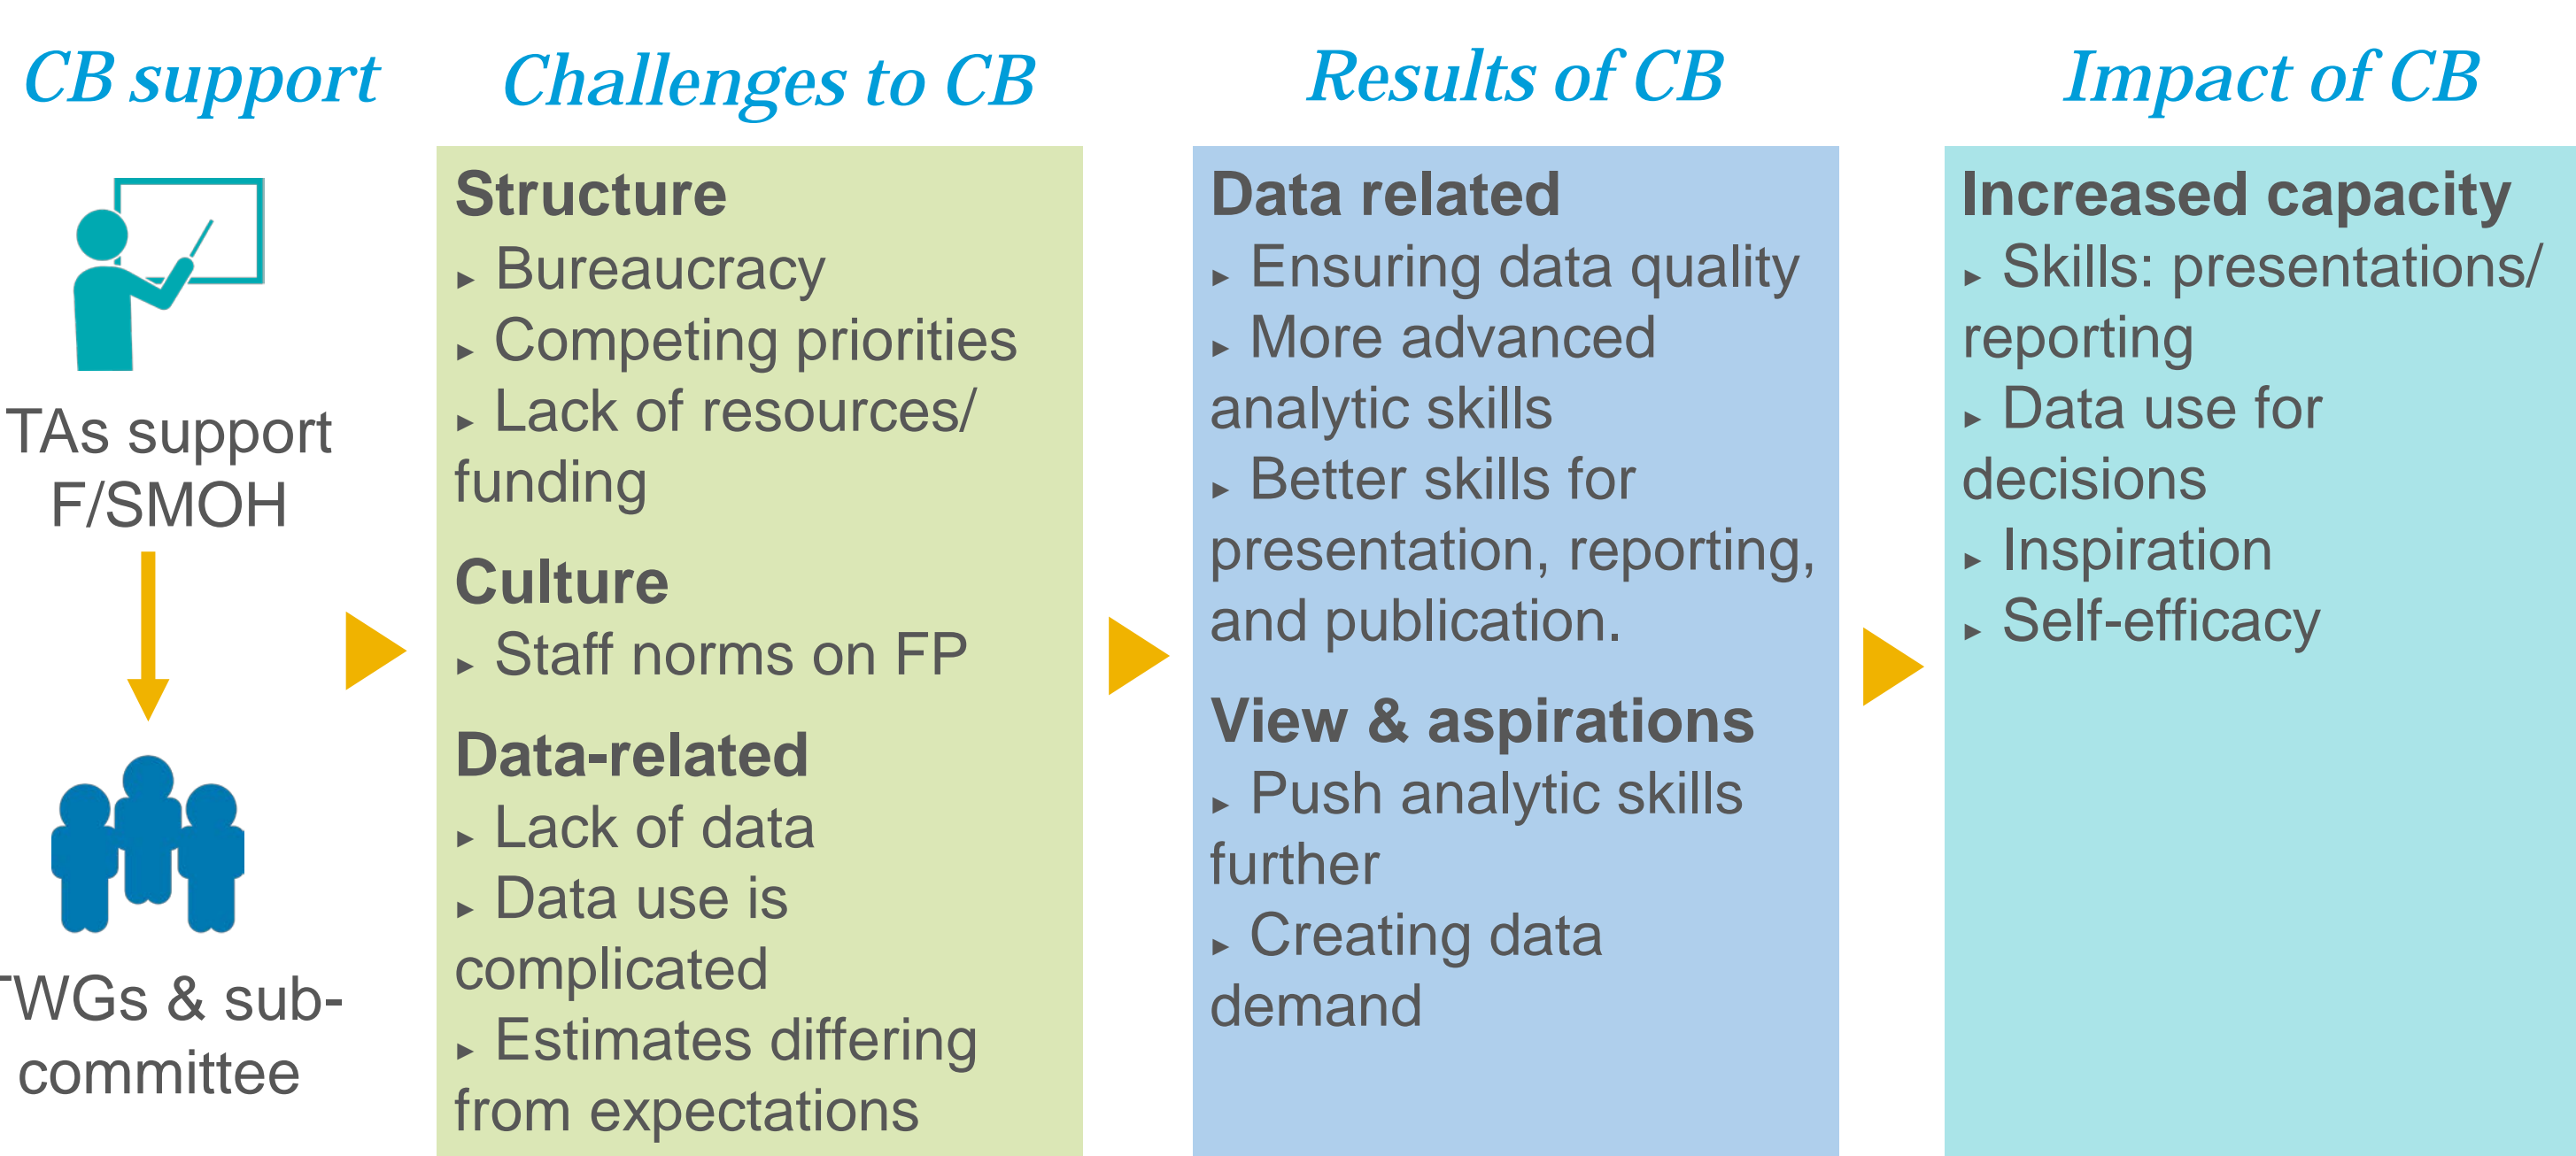 CB support
TAs support
F/SMOH
TWGs & sub-
committee
Challenges to CB
Structure
► Bureaucracy
► Competing priorities
► Lack of resources/
funding
Culture
► Staff norms on FP
Data-related
► Lack of data
► Data use is
complicated
► Estimates differing
from expectations
Results of CB
Data related
► Ensuring data quality
► More advanced
analytic skills
► Better skills for
presentation, reporting,
and publication.
View & aspirations
► Push analytic skills
further
► Creating data
demand
Impact of CB
Increased capacity
► Skills: presentations/
reporting
► Data use for
decisions
► Inspiration
► Self-efficacy